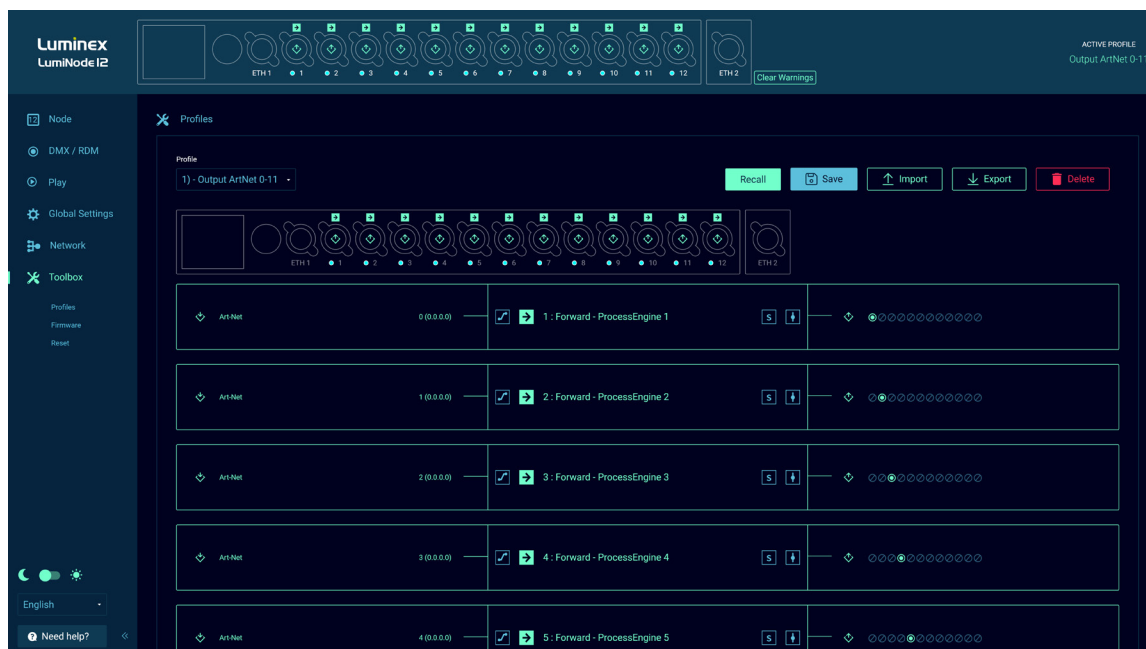 Luminex
LumiNode 12
ETH 1 1 2 3 4 5 6 7 8 9 10 11 12 ETH 2
Clear Warnings
ACTIVE PROFILE
Output ArtNet 0-11
12 Node
DMX / RDM
Play
Global Settings
Network
Toolbox
Profiles
Firmware
Reset
English
Need help?
Profiles
Profile
1) - Output ArtNet 0-11
Recall
Save
Import
Export
Delete
ETH 1 1 2 3 4 5 6 7 8 9 10 11 12 ETH 2
Art-Net 0 (0.0.0.0) 1 : Forward - ProcessEngine 1 S
Art-Net 1 (0.0.0.0) 2 : Forward - ProcessEngine 2 S
Art-Net 2 (0.0.0.0) 3 : Forward - ProcessEngine 3 S
Art-Net 3 (0.0.0.0) 4 : Forward - ProcessEngine 4 S
Art-Net 4 (0.0.0.0) 5 : Forward - ProcessEngine 5 S